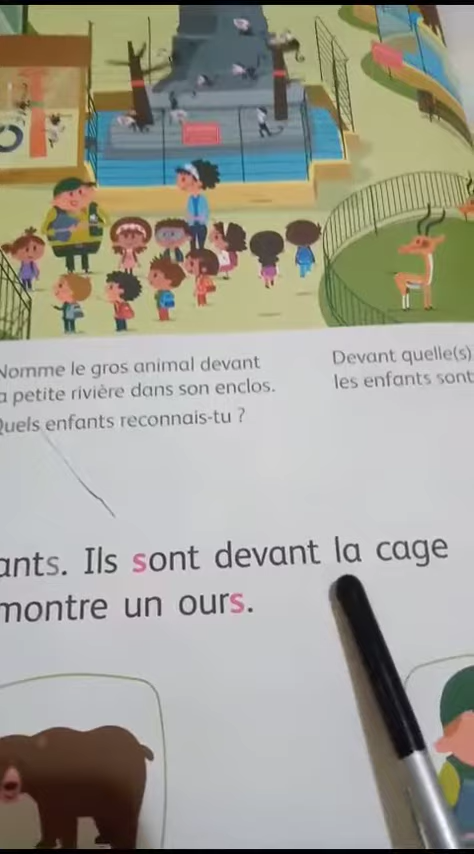 Nomme le gros animal devant
la petite rivière dans son enclos.
Quels enfants reconnais-tu ?
Devant quelle(s)
les enfants sont
ants. Ils sont devant la cage
montre un ours.